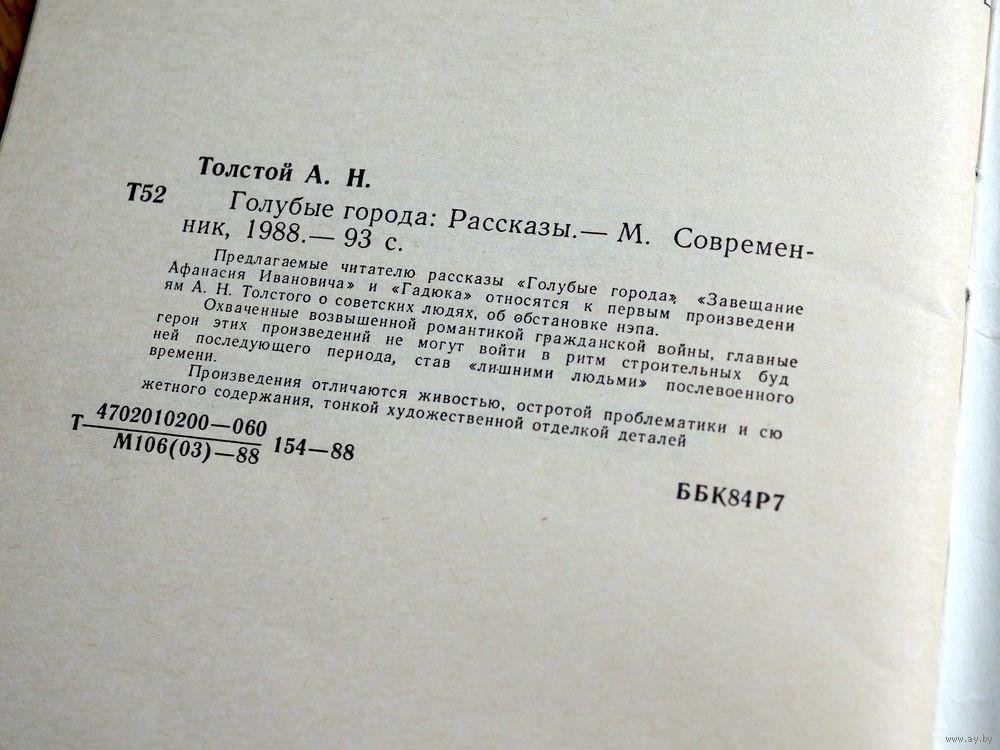 Толстой А. Н.
Т52
Голубые города: Рассказы.— М. Современ-
ник, 1988.— 93 с.
Предлагаемые читателю рассказы «Голубые города», «Завещание
Афанасия Ивановича» и «Гадюка» относятся к первым произведени
ям А. Н. Толстого о советских людях, об обстановке нэпа.
Охваченные возвышенной романтикой гражданской войны, главные
герои этих произведений не могут войти в ритм строительных буд
ней последующего периода, став «лишними людьми» послевоенного
времени.
Произведения отличаются живостью, остротой проблематики и сю
жетного содержания, тонкой художественной отделкой деталей
Т 4702010200—060
М106(03)—88 154—88
ББК84Р7
www.ay.by